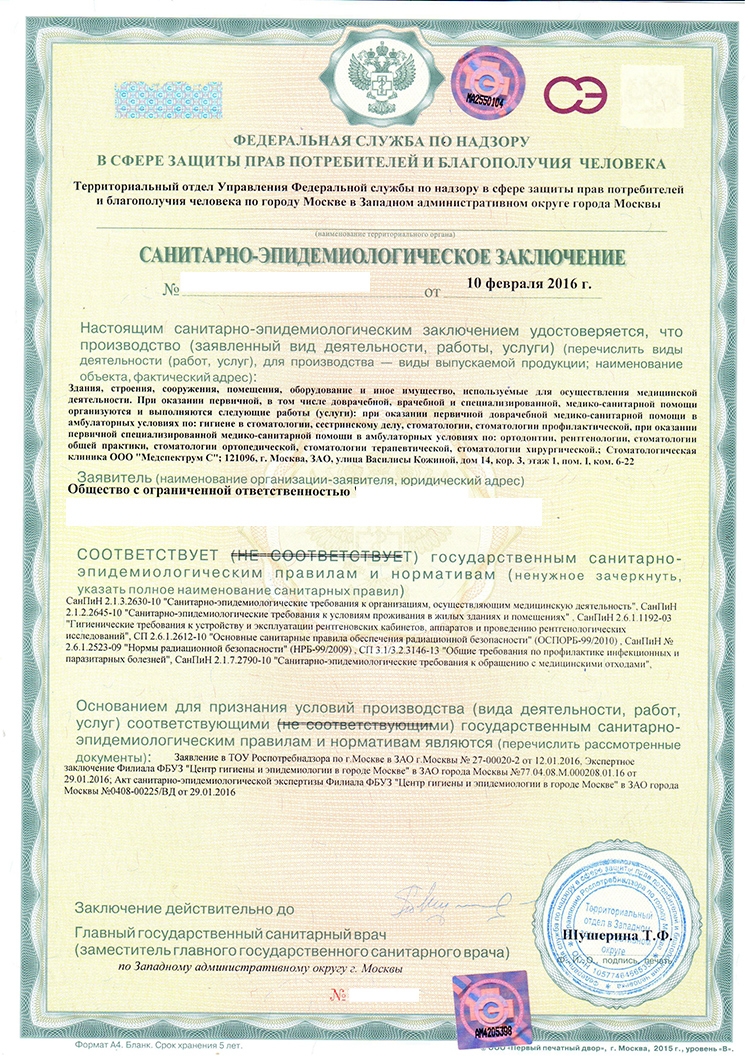 МА2550104
СЭ
ФЕДЕРАЛЬНАЯ СЛУЖБА ПО НАДЗОРУ
В СФЕРЕ ЗАЩИТЫ ПРАВ ПОТРЕБИТЕЛЕЙ И БЛАГОПОЛУЧИЯ ЧЕЛОВЕКА
Территориальный отдел Управления Федеральной службы по надзору в сфере защиты прав потребителей
и благополучия человека по городу Москве в Западном административном округе города Москвы
(наименование территориального органа)
САНИТАРНО-ЭПИДЕМИОЛОГИЧЕСКОЕ ЗАКЛЮЧЕНИЕ
№ от 10 февраля 2016 г.
Настоящим санитарно-эпидемиологическим заключением удостоверяется, что
производство (заявленный вид деятельности, работы, услуги) (перечислить виды
деятельности (работ, услуг), для производства — виды выпускаемой продукции; наименование
объекта, фактический адрес):
Здания, строения, сооружения, помещения, оборудование и иное имущество, используемые для осуществления медицинской
деятельности. При оказании первичной, в том числе доврачебной, врачебной и специализированной, медико-санитарной помощи
организуются и выполняются следующие работы (услуги): при оказании первичной доврачебной медико-санитарной помощи в
амбулаторных условиях по: гигиене в стоматологии, сестринскому делу, стоматологии, стоматологии профилактической, при оказании
первичной специализированной медико-санитарной помощи в амбулаторных условиях по: ортодонтии, рентгенологии, стоматологии
общей практики, стоматологии ортопедической, стоматологии терапевтической, стоматологии хирургической.; Стоматологическая
клиника ООО "Медспектрум С"; 121096, г. Москва, ЗАО, улица Василисы Кожиной, дом 14, кор. 3, этаж 1, пом. I, ком. 6-22
Заявитель (наименование организации-заявителя, юридический адрес)
Общество с ограниченной ответственностью '
СООТВЕТСТВУЕТ (НЕ СООТВЕТСТВУЕТ) государственным санитарно-
эпидемиологическим правилам и нормативам (ненужное зачеркнуть,
указать полное наименование санитарных правил)
СанПиН 2.1.3.2630-10 "Санитарно-эпидемиологические требования к организациям, осуществляющим медицинскую деятельность", СанПиН
2.1.2.2645-10 "Санитарно-эпидемиологические требования к условиям проживания в жилых зданиях и помещениях" , СанПиН 2.6.1.1192-03
"Гигиенические требования к устройству и эксплуатации рентгеновских кабинетов, аппаратов и проведению рентгенологических
исследований", СП 2.6.1.2612-10 "Основные санитарные правила обеспечения радиационной безопасности" (ОСПОРБ-99/2010) , СанПиН №
2.6.1.2523-09 "Нормы радиационной безопасности" (НРБ-99/2009) , СП 3.1/3.2.3146-13 "Общие требования по профилактике инфекционных и
паразитарных болезней", СанПиН 2.1.7.2790-10 "Санитарно-эпидемиологические требования к обращению с медицинскими отходами",
Основанием для признания условий производства (вида деятельности, работ,
услуг) соответствующими (не соответствующими) государственным санитарно-
эпидемиологическим правилам и нормативам являются (перечислить рассмотренные
документы): Заявление в ТОУ Роспотребнадзора по г.Москве в ЗАО г.Москвы № 27-00020-2 от 12.01.2016, Экспертное
заключение Филиала ФБУЗ "Центр гигиены и эпидемиологии в городе Москве" в ЗАО города Москвы №77.04.08.М.000208.01.16 от
29.01.2016; Акт санитарно-эпидемиологической экспертизы Филиала ФБУЗ "Центр гигиены и эпидемиологии в городе Москве" в ЗАО города
Москвы №0408-00225/ВД от 29.01.2016
Заключение действительно до
Главный государственный санитарный врач
(заместитель главного государственного санитарного врача)
по Западному административному округу г. Москвы
Территориальный
отдел в Западном
округе
Шушерина Т.Ф.
Ф. И. О., подпись, печать
№
АМ4205398
Формат А4. Бланк. Срок хранения 5 лет.
ООО «Первый печатный двор», г. Москва, 2015 г., уровень «В».